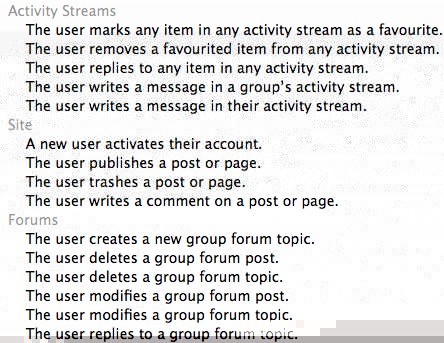 Activity Streams
The user marks any item in any activity stream as a favourite.
The user removes a favourited item from any activity stream.
The user replies to any item in any activity stream.
The user writes a message in a group's activity stream.
The user writes a message in their activity stream.
Site
A new user activates their account.
The user publishes a post or page.
The user trashes a post or page.
The user writes a comment on a post or page.
Forums
The user creates a new group forum topic.
The user deletes a group forum post.
The user deletes a group forum topic.
The user modifies a group forum post.
The user modifies a group forum topic.
The user replies to a group forum topic.